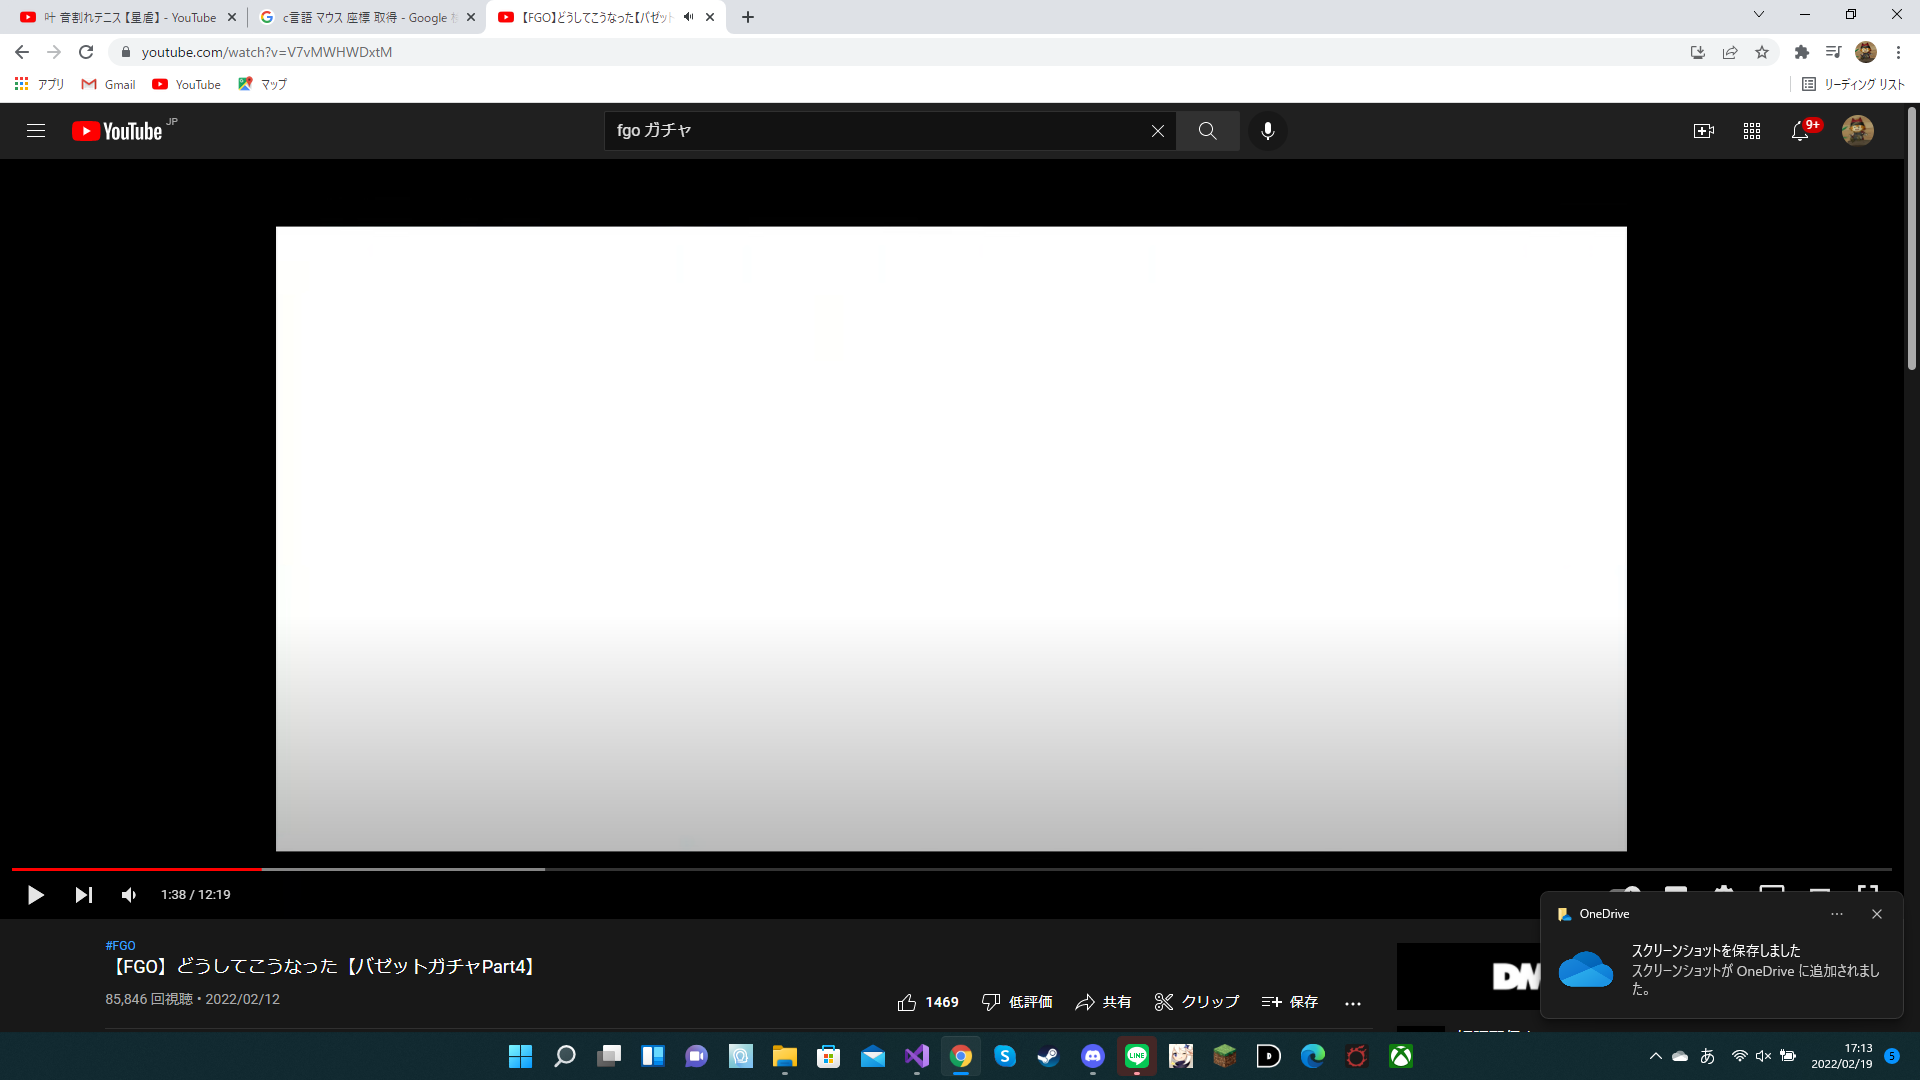 叶 音割れテニス【星虐】 - YouTube
c言語 マウス 座標 取得 - Google
【FGO】どうしてこうなった【バゼット
youtube.com/watch?v=V7vMWHWDxtM
アプリ
Gmail
YouTube
マップ
リーディング リスト
YouTube JP
fgo ガチャ
9+
1:38 / 12:19
#FGO
【FGO】どうしてこうなった【バゼットガチャPart4】
85,846 回視聴・2022/02/12
1469
低評価
共有
クリップ
保存
DM
OneDrive
スクリーンショットを保存しました
スクリーンショットが OneDrive に追加されまし
た。
LINE
あ
17:13
2022/02/19
5